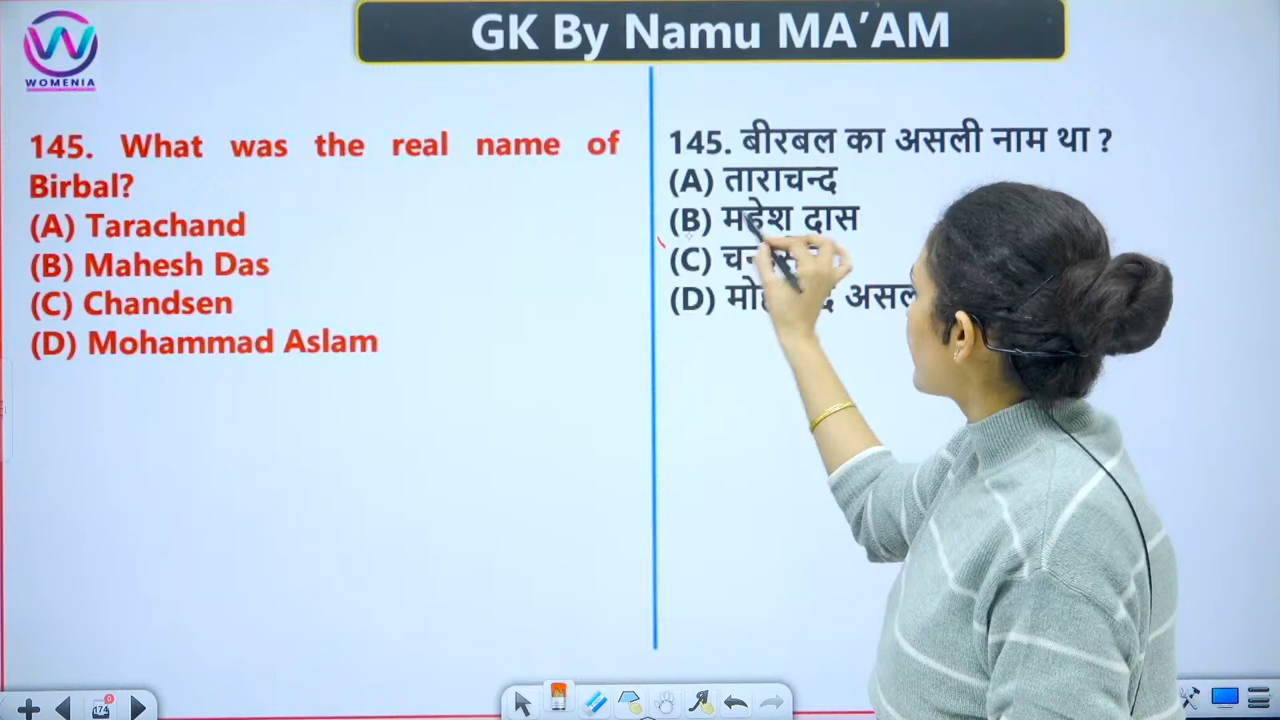 WOMENIA
GK By Namu MA’AM
145. What was the real name of
Birbal?
(A) Tarachand
(B) Mahesh Das
(C) Chandsen
(D) Mohammad Aslam
145. बीरबल का असली नाम था ?
(A) ताराचन्द
(B) महेश दास
(C)
(D)
174